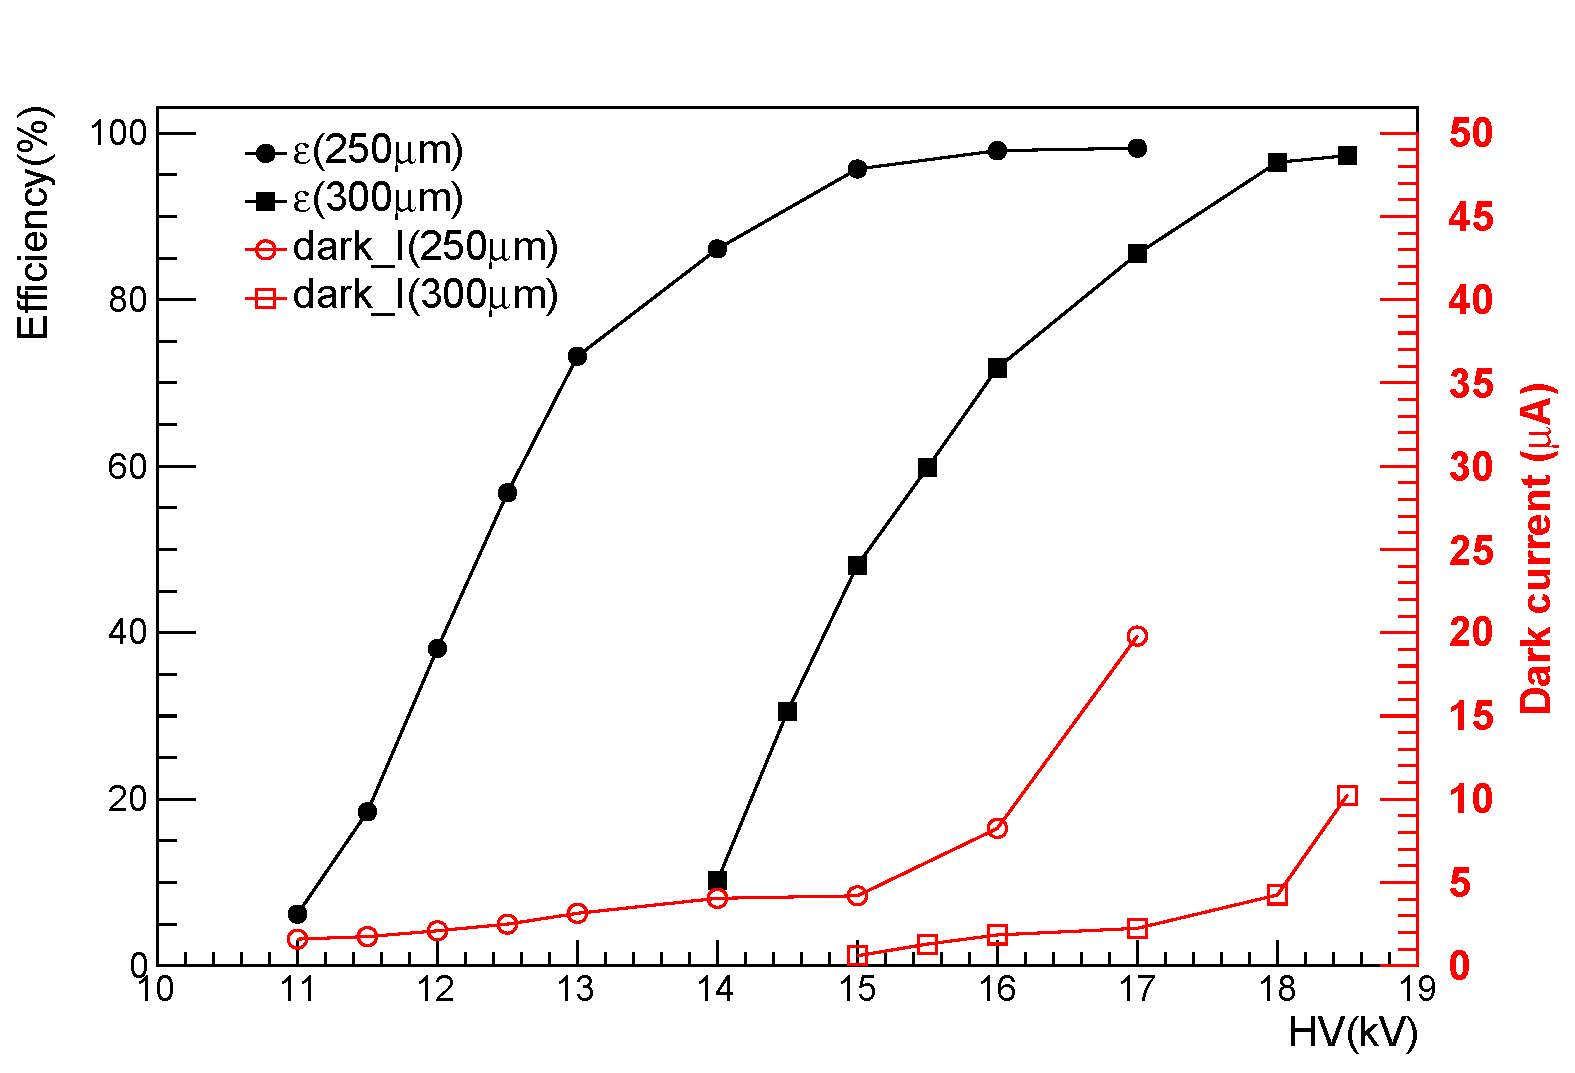 Efficiency(%)
100
80
60
40
20
0
ε(250μm)
ε(300μm)
dark_I(250μm)
dark_I(300μm)
50
45
40
35
30
25
20
15
10
5
0
Dark current (μA)
10 11 12 13 14 15 16 17 18 19
HV(kV)